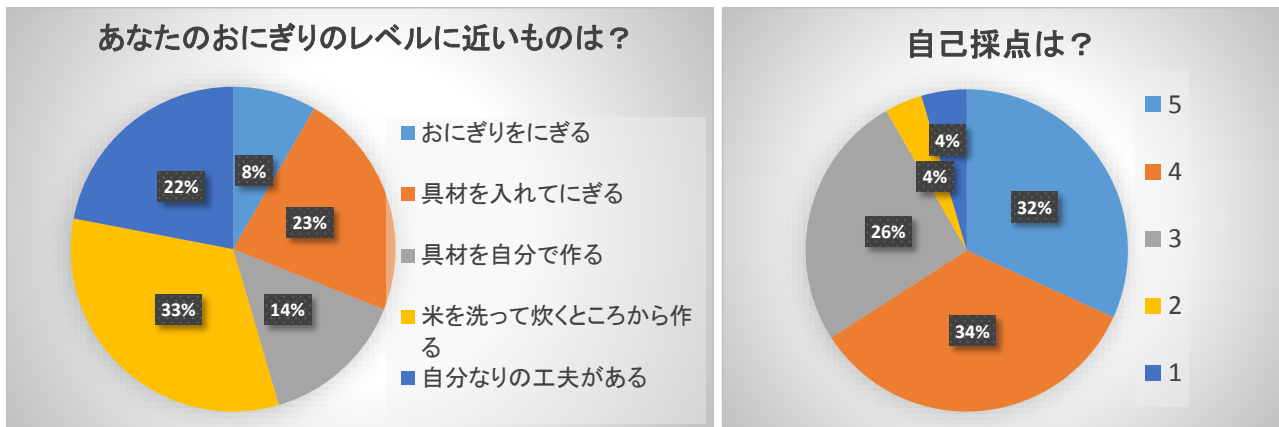 あなたのおにぎりのレベルに近いものは？
8%
23%
14%
33%
22%
おにぎりをにぎる
具材を入れてにぎる
具材を自分で作る
米を洗って炊くところから作
る
自分なりの工夫がある
自己採点は？
32%
34%
26%
4%
4%
5
4
3
2
1